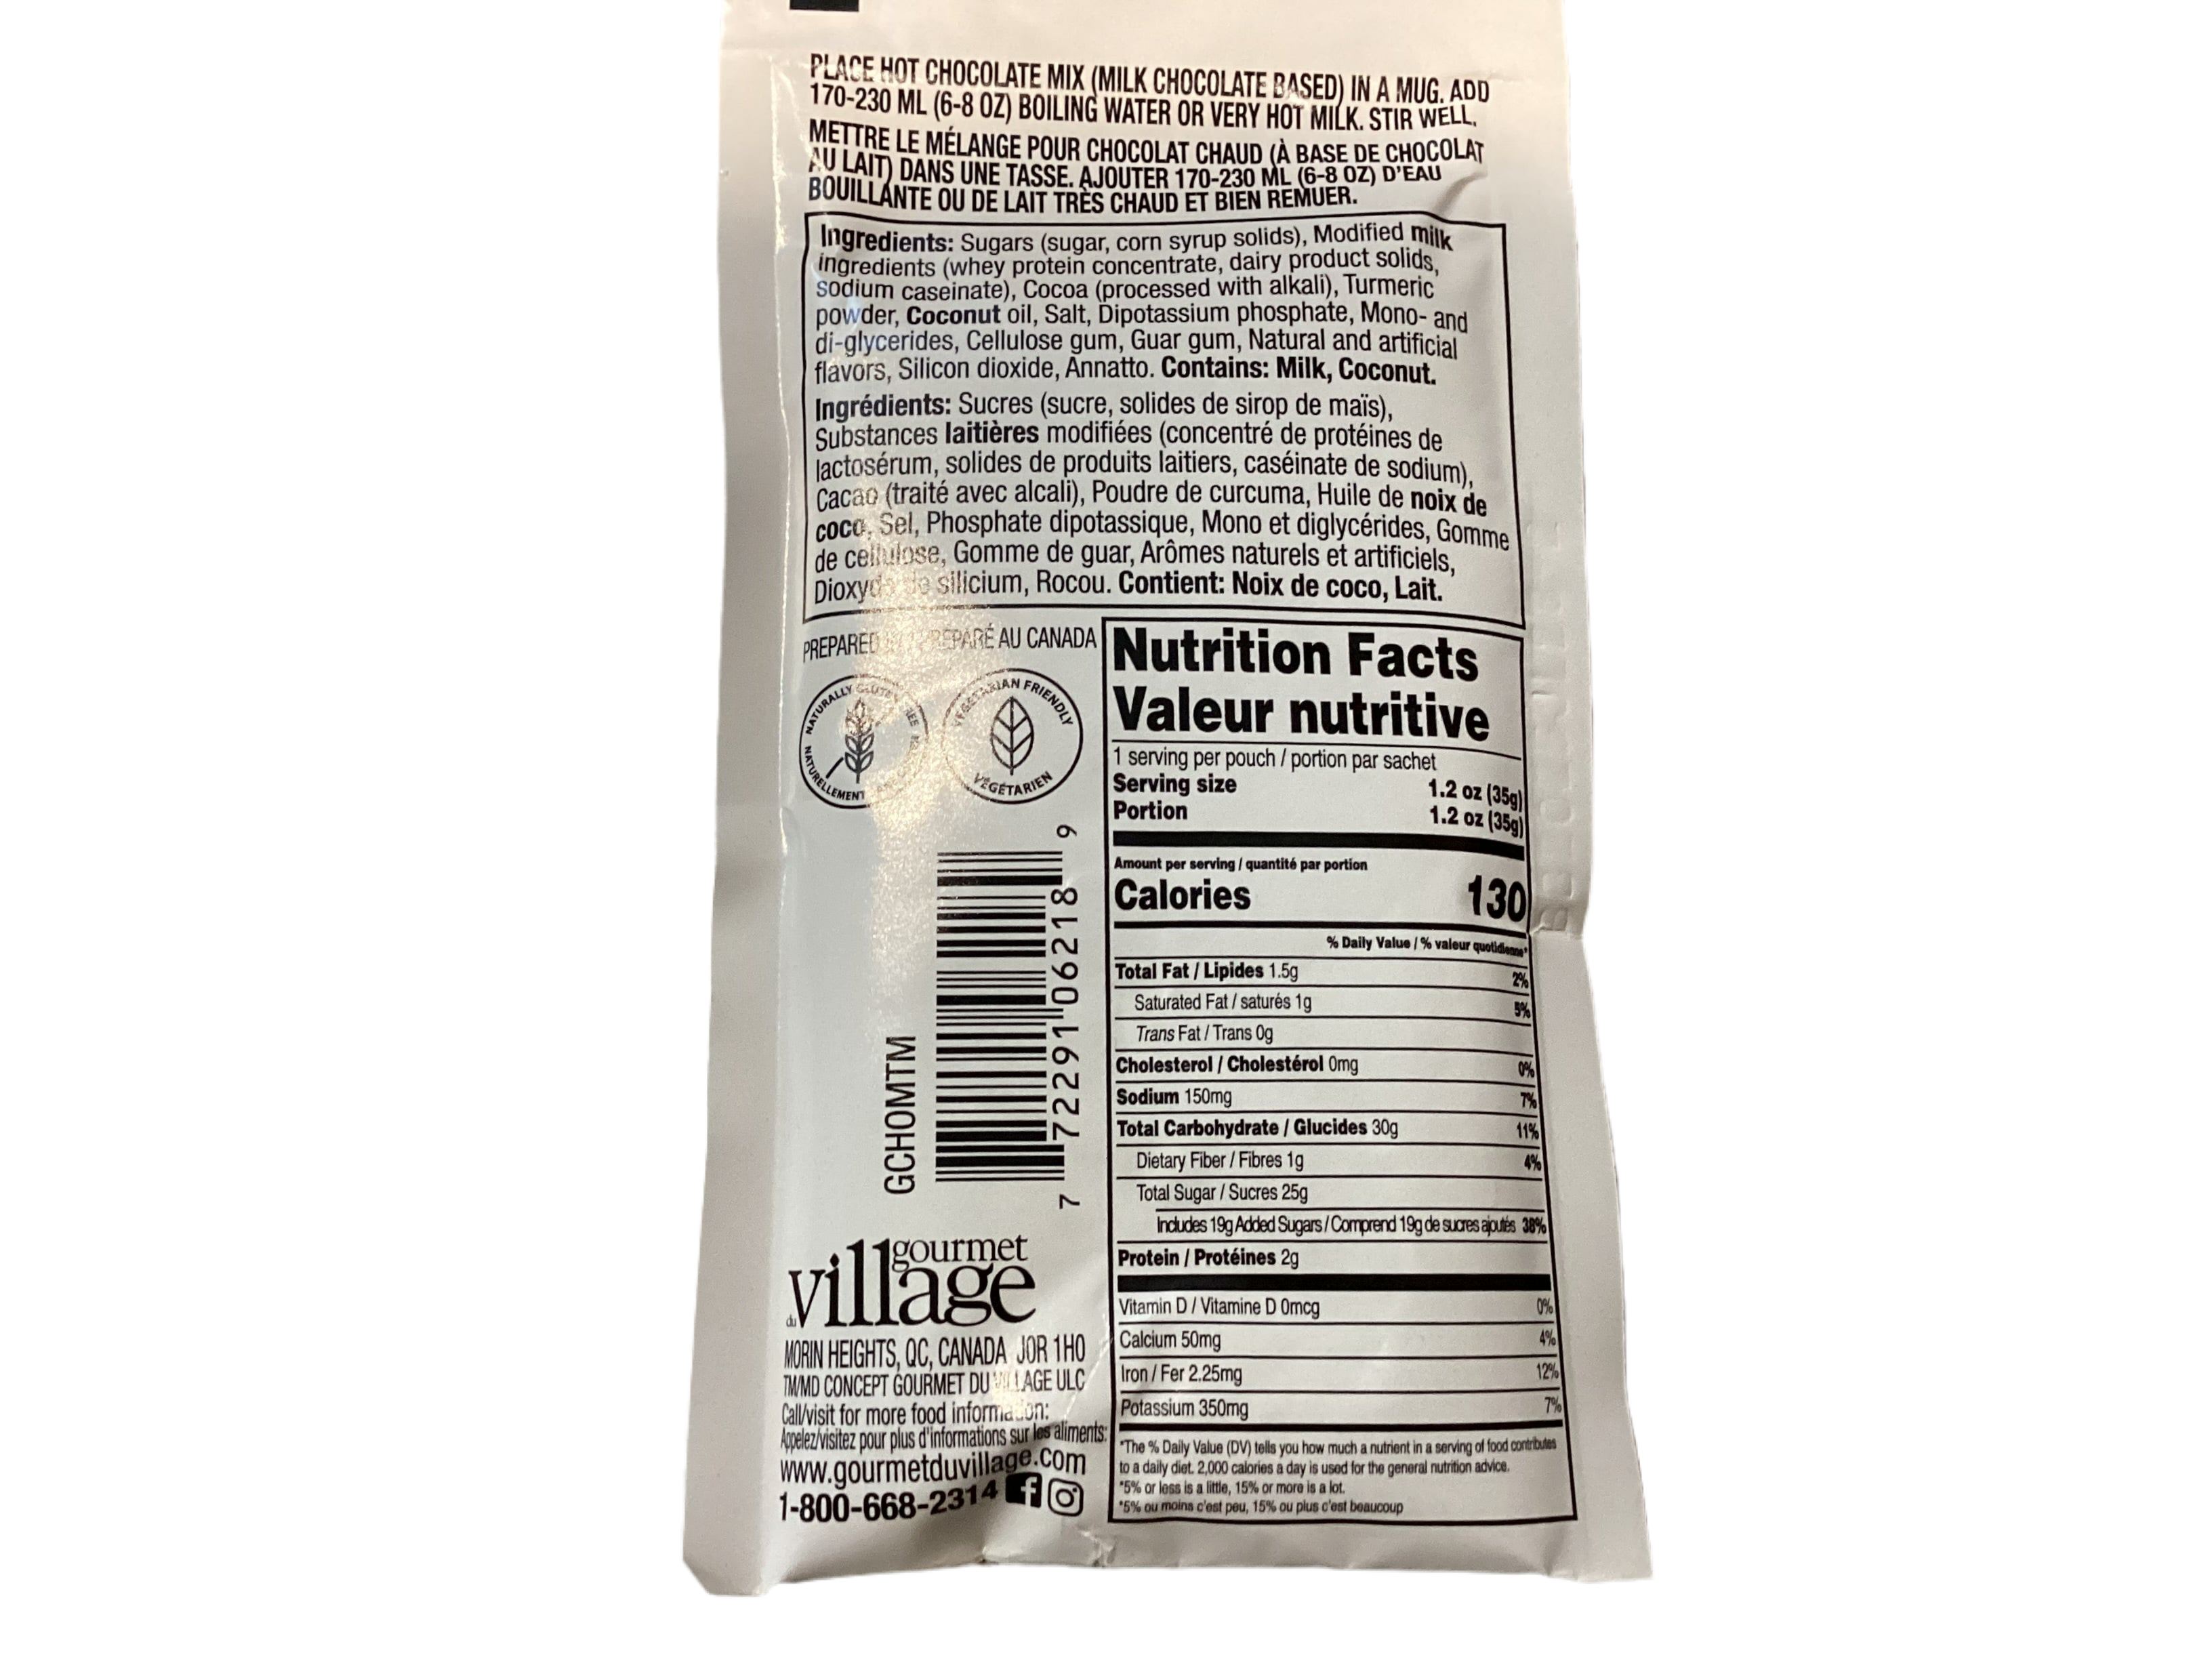 PLACE HOT CHOCOLATE MIX (MILK CHOCOLATE BASED) IN A MUG. ADD
170-230 ML (6-8 OZ) BOILING WATER OR VERY HOT MILK. STIR WELL.
METTRE LE MÉLANGE POUR CHOCOLAT CHAUD (À BASE DE CHOCOLAT
AU LAIT) DANS UNE TASSE. AJOUTER 170-230 ML (6-8 OZ) D'EAU
BOUILLANTE OU DE LAIT TRÈS CHAUD ET BIEN REMUER.
Ingredients: Sugars (sugar, corn syrup solids), Modified milk
ingredients (whey protein concentrate, dairy product solids,
sodium caseinate), Cocoa (processed with alkali), Turmeric
powder, Coconut oil, Salt, Dipotassium phosphate, Mono- and
di-glycerides, Cellulose gum, Guar gum, Natural and artificial
flavors, Silicon dioxide, Annatto. Contains: Milk, Coconut.
Ingrédients: Sucres (sucre, solides de sirop de maïs),
Substances laitières modifiées (concentré de protéines de
lactosérum, solides de produits laitiers, caséinate de sodium),
Cacao (traité avec alcali), Poudre de curcuma, Huile de noix de
coco, Sel, Phosphate dipotassique, Mono et diglycérides, Gomme
de cellulose, Gomme de guar, Arômes naturels et artificiels,
Dioxyde de silicium, Rocou. Contient: Noix de coco, Lait.
PREPARED PRÉPARÉ AU CANADA
NATURALLY GLUTEN FREE
NATURELLEMENT
VEGETARIAN FRIENDLY
VÉGÉTARIEN
GCHOMTM
7 72291 06218 9
gourmet
du village
MORIN HEIGHTS, QC, CANADA J0R 1H0
TM/MD CONCEPT GOURMET DU VILLAGE ULC
Call/visit for more food information:
Appelez/visitez pour plus d'informations sur les aliments:
www.gourmetduvillage.com
1-800-668-2314
Nutrition Facts
Valeur nutritive
1 serving per pouch / portion par sachet
Serving size 1.2 oz (35g)
Portion 1.2 oz (35g)
Amount per serving / quantité par portion
Calories 130
% Daily Value / % valeur quotidienne*
Total Fat / Lipides 1.5g 2%
Saturated Fat / saturés 1g 5%
Trans Fat / Trans 0g
Cholesterol / Cholestérol 0mg 0%
Sodium 150mg 7%
Total Carbohydrate / Glucides 30g 11%
Dietary Fiber / Fibres 1g 4%
Total Sugar / Sucres 25g
Includes 19g Added Sugars / Comprend 19g de sucres ajoutés 38%
Protein / Protéines 2g
Vitamin D / Vitamine D 0mcg 0%
Calcium 50mg 4%
Iron / Fer 2.25mg 12%
Potassium 350mg 7%
*The % Daily Value (DV) tells you how much a nutrient in a serving of food contributes
to a daily diet. 2,000 calories a day is used for the general nutrition advice.
*5% or less is a little, 15% or more is a lot.
*5% ou moins c'est peu, 15% ou plus c'est beaucoup